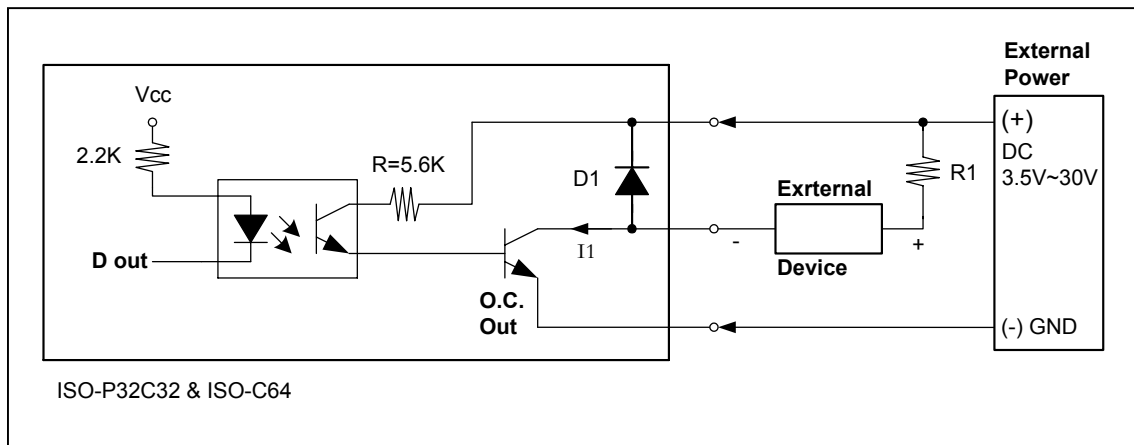 External
Power
Vcc
(+)
2.2K
R=5.6K
D1
R1
DC
3.5V~30V
Exrternal
I1
-
+
D out
Device
O.C.
Out
(-) GND
ISO-P32C32 & ISO-C64